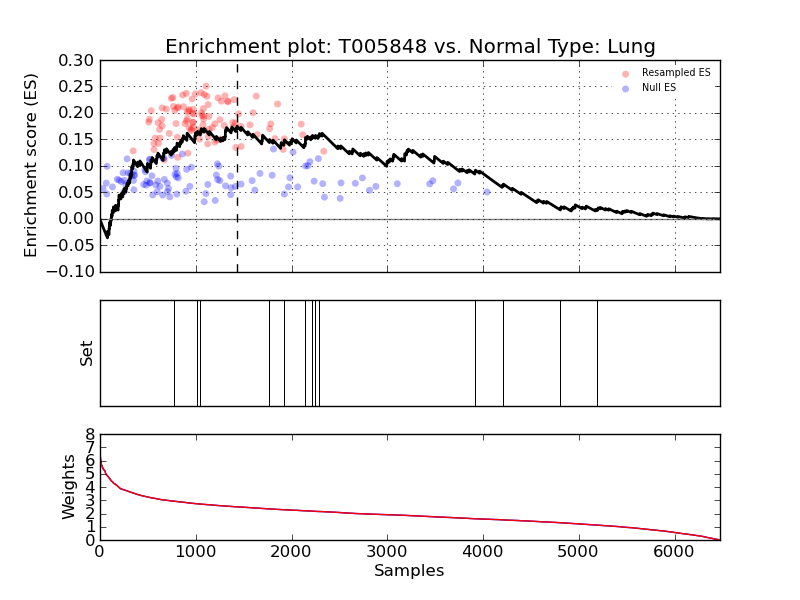 Enrichment plot: T005848 vs. Normal Type: Lung
0.30
0.25
0.20
0.15
0.10
0.05
0.00
−0.05
−0.10
Enrichment score (ES)
Resampled ES
Null ES
Set
8
7
6
5
4
3
2
1
0
Weights
0 1000 2000 3000 4000 5000 6000
Samples